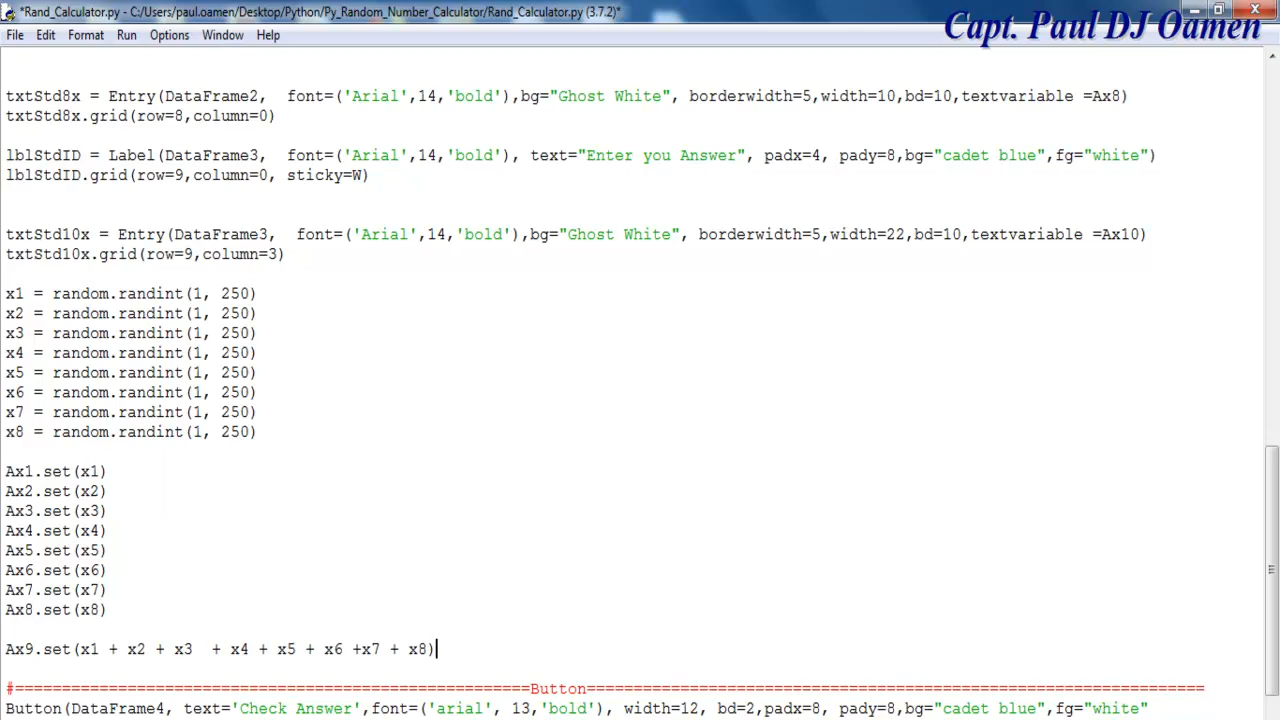 *Rand_Calculator.py - C:/Users/paul.oamen/Desktop/Python/Py_Random_Number_Calculator/Rand_Calculator.py (3.7.2)*
Capt. Paul DJ Oamen
File Edit Format Run Options Window Help
txtStd8x = Entry(DataFrame2,  font=('Arial',14,'bold'),bg="Ghost White", borderwidth=5,width=10,bd=10,textvariable =Ax8)
txtStd8x.grid(row=8,column=0)
lblStdID = Label(DataFrame3,  font=('Arial',14,'bold'), text="Enter you Answer", padx=4, pady=8,bg="cadet blue",fg="white")
lblStdID.grid(row=9,column=0, sticky=W)
txtStd10x = Entry(DataFrame3,  font=('Arial',14,'bold'),bg="Ghost White", borderwidth=5,width=22,bd=10,textvariable =Ax10)
txtStd10x.grid(row=9,column=3)
x1 = random.randint(1, 250)
x2 = random.randint(1, 250)
x3 = random.randint(1, 250)
x4 = random.randint(1, 250)
x5 = random.randint(1, 250)
x6 = random.randint(1, 250)
x7 = random.randint(1, 250)
x8 = random.randint(1, 250)
Ax1.set(x1)
Ax2.set(x2)
Ax3.set(x3)
Ax4.set(x4)
Ax5.set(x5)
Ax6.set(x6)
Ax7.set(x7)
Ax8.set(x8)
Ax9.set(x1 + x2 + x3  + x4 + x5 + x6 +x7 + x8)
#=======================================================Button==================================================================
Button(DataFrame4, text='Check Answer',font=('arial', 13,'bold'), width=12, bd=2,padx=8, pady=8,bg="cadet blue",fg="white"